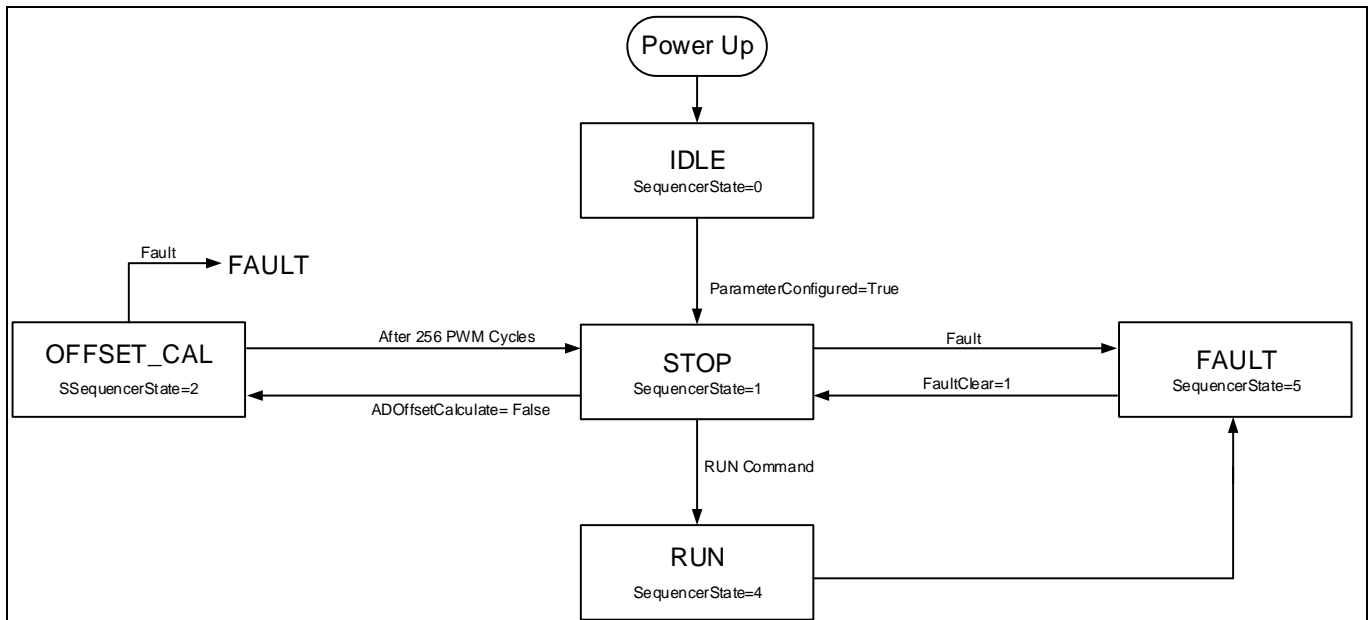 Power Up
IDLE
SequencerState=0
Fault
FAULT
ParameterConfigured=True
OFFSET_CAL
SSequencerState=2
After 256 PWM Cycles
ADOffsetCalculate= False
STOP
SequencerState=1
Fault
FaultClear=1
FAULT
SequencerState=5
RUN Command
RUN
SequencerState=4